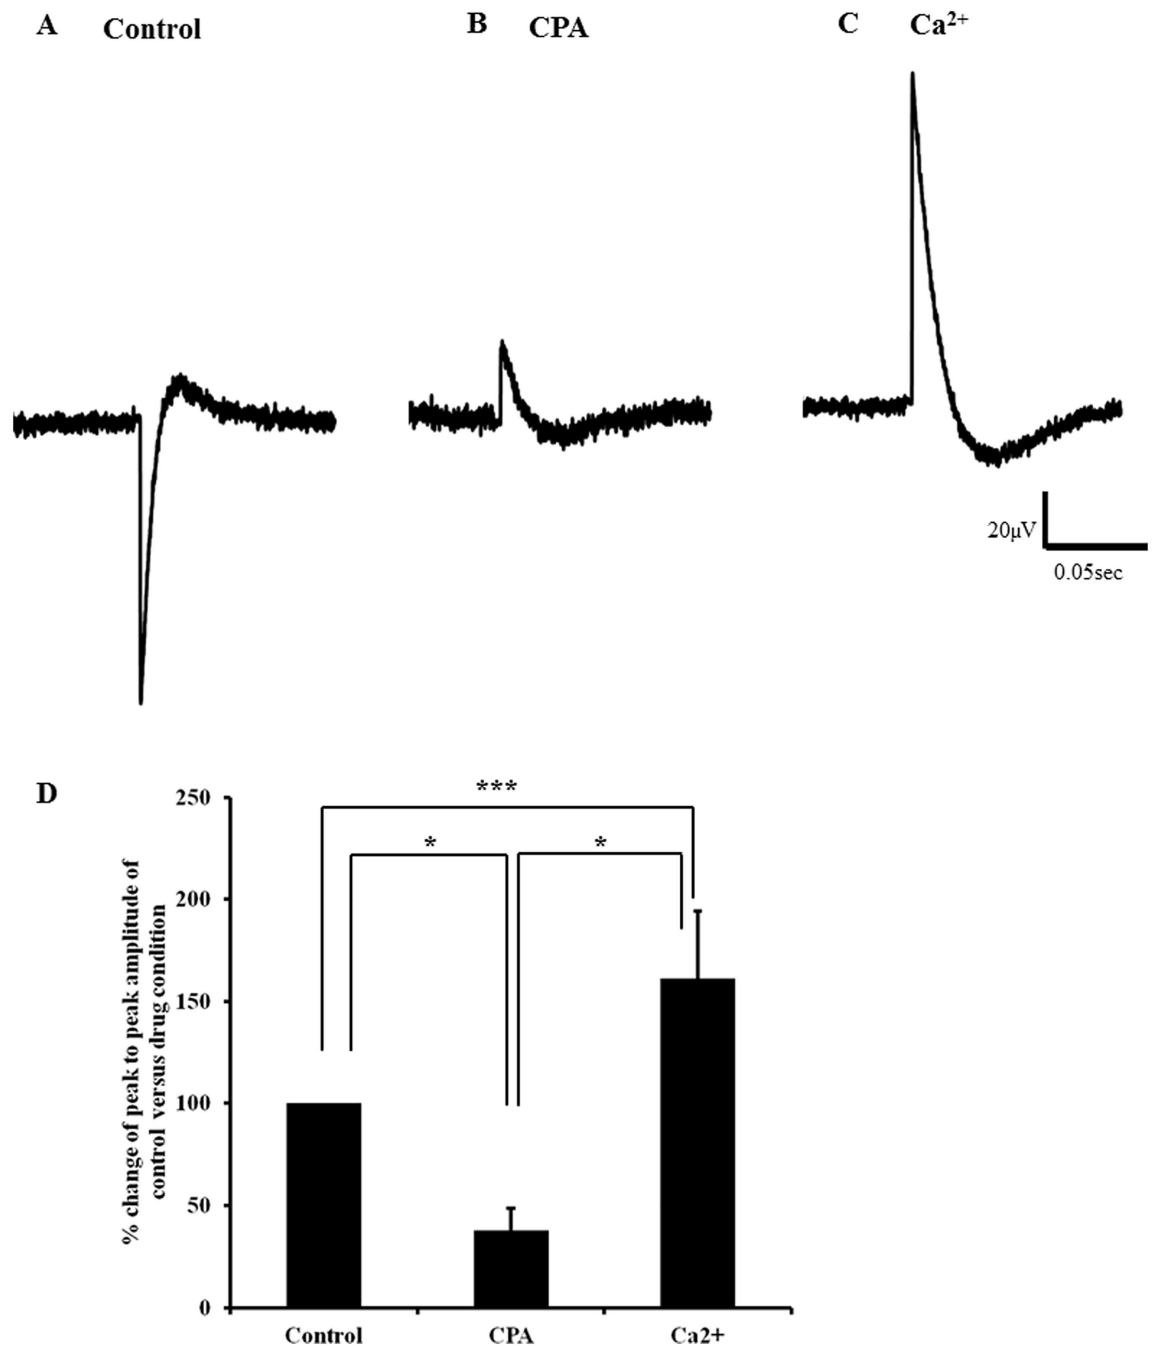 A Control
B CPA
C Ca²⁺
20μV
0.05sec
D
% change of peak to peak amplitude of
control versus drug condition
250
200
150
100
50
0
***
*
*
Control
CPA
Ca2+